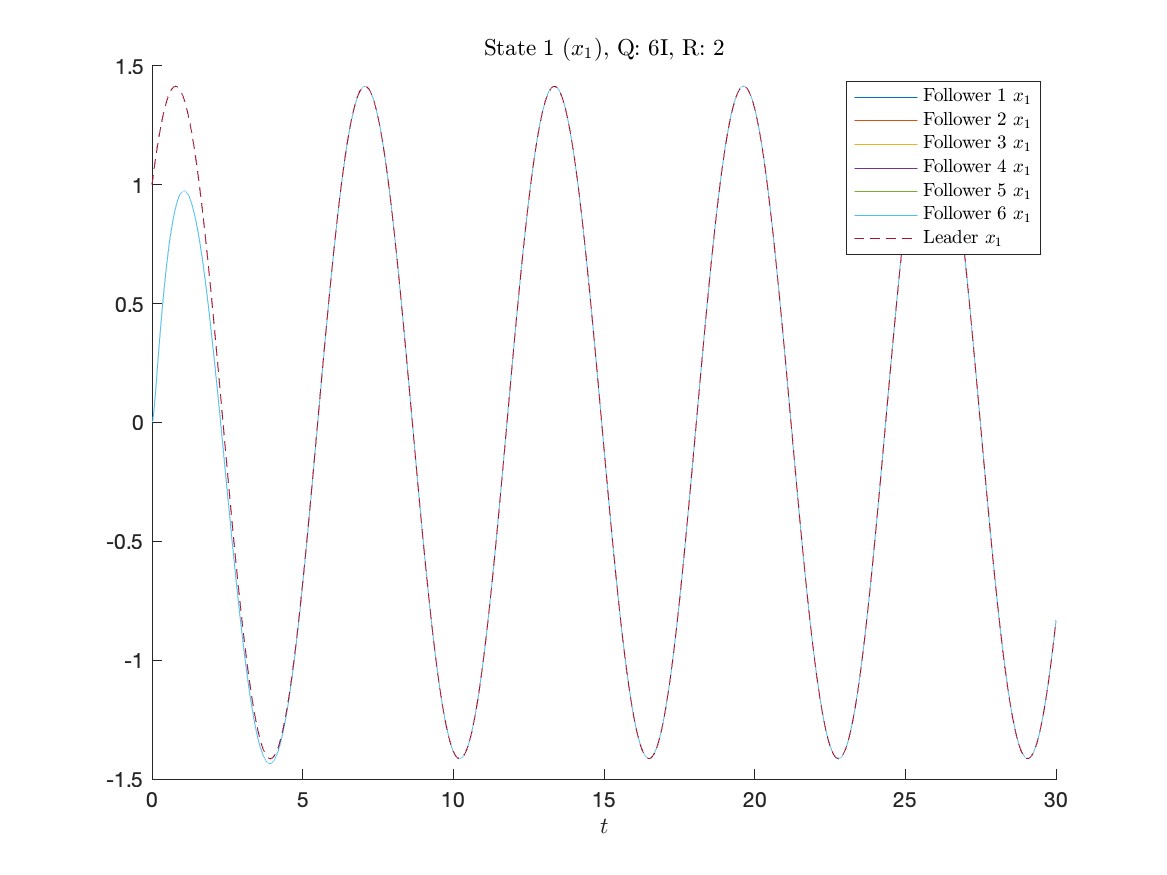 State 1 (x₁), Q: 6I, R: 2
1.5
1
0.5
0
-0.5
-1
-1.5
Follower 1 x₁
Follower 2 x₁
Follower 3 x₁
Follower 4 x₁
Follower 5 x₁
Follower 6 x₁
Leader x₁
0 5 10 15 20 25 30
t